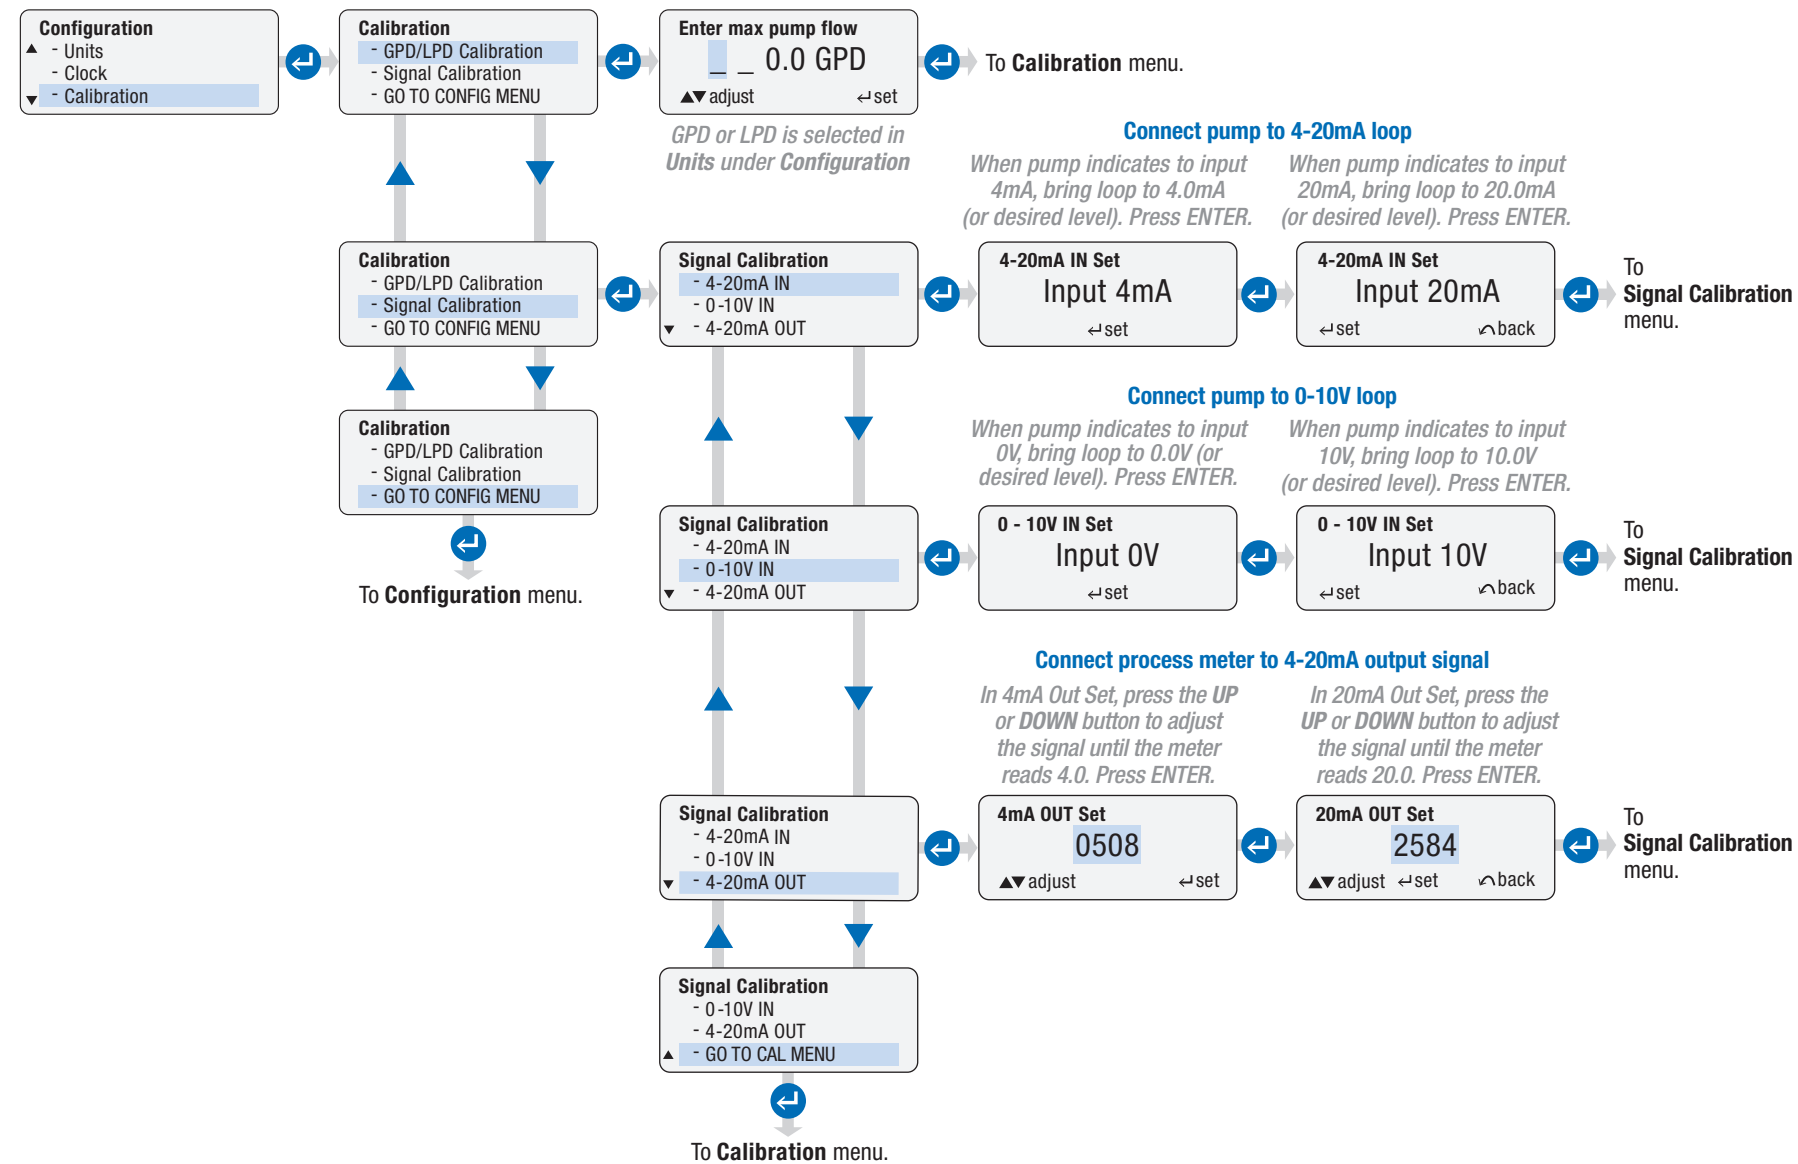 Configuration
- Units
- Clock
- Calibration
Calibration
- GPD/LPD Calibration
- Signal Calibration
- GO TO CONFIG MENU
Enter max pump flow
_ _ 0.0 GPD
▲▼ adjust ↵ set
To Calibration menu.
GPD or LPD is selected in
Units under Configuration
Connect pump to 4-20mA loop
When pump indicates to input
4mA, bring loop to 4.0mA
(or desired level). Press ENTER.
When pump indicates to input
20mA, bring loop to 20.0mA
(or desired level). Press ENTER.
Calibration
- GPD/LPD Calibration
- Signal Calibration
- GO TO CONFIG MENU
Signal Calibration
- 4-20mA IN
- 0-10V IN
- 4-20mA OUT
4-20mA IN Set
Input 4mA
↵ set
4-20mA IN Set
Input 20mA
↵ set ↶ back
To
Signal Calibration
menu.
Calibration
- GPD/LPD Calibration
- Signal Calibration
- GO TO CONFIG MENU
To Configuration menu.
Connect pump to 0-10V loop
When pump indicates to input
0V, bring loop to 0.0V (or
desired level). Press ENTER.
When pump indicates to input
10V, bring loop to 10.0V
(or desired level). Press ENTER.
Signal Calibration
- 4-20mA IN
- 0-10V IN
- 4-20mA OUT
0 - 10V IN Set
Input 0V
↵ set
0 - 10V IN Set
Input 10V
↵ set ↶ back
To
Signal Calibration
menu.
Connect process meter to 4-20mA output signal
In 4mA Out Set, press the UP
or DOWN button to adjust
the signal until the meter
reads 4.0. Press ENTER.
In 20mA Out Set, press the
UP or DOWN button to adjust
the signal until the meter
reads 20.0. Press ENTER.
Signal Calibration
- 4-20mA IN
- 0-10V IN
- 4-20mA OUT
4mA OUT Set
0508
▲▼ adjust ↵ set
20mA OUT Set
2584
▲▼ adjust ↵ set ↶ back
To
Signal Calibration
menu.
Signal Calibration
- 0-10V IN
- 4-20mA OUT
- GO TO CAL MENU
To Calibration menu.